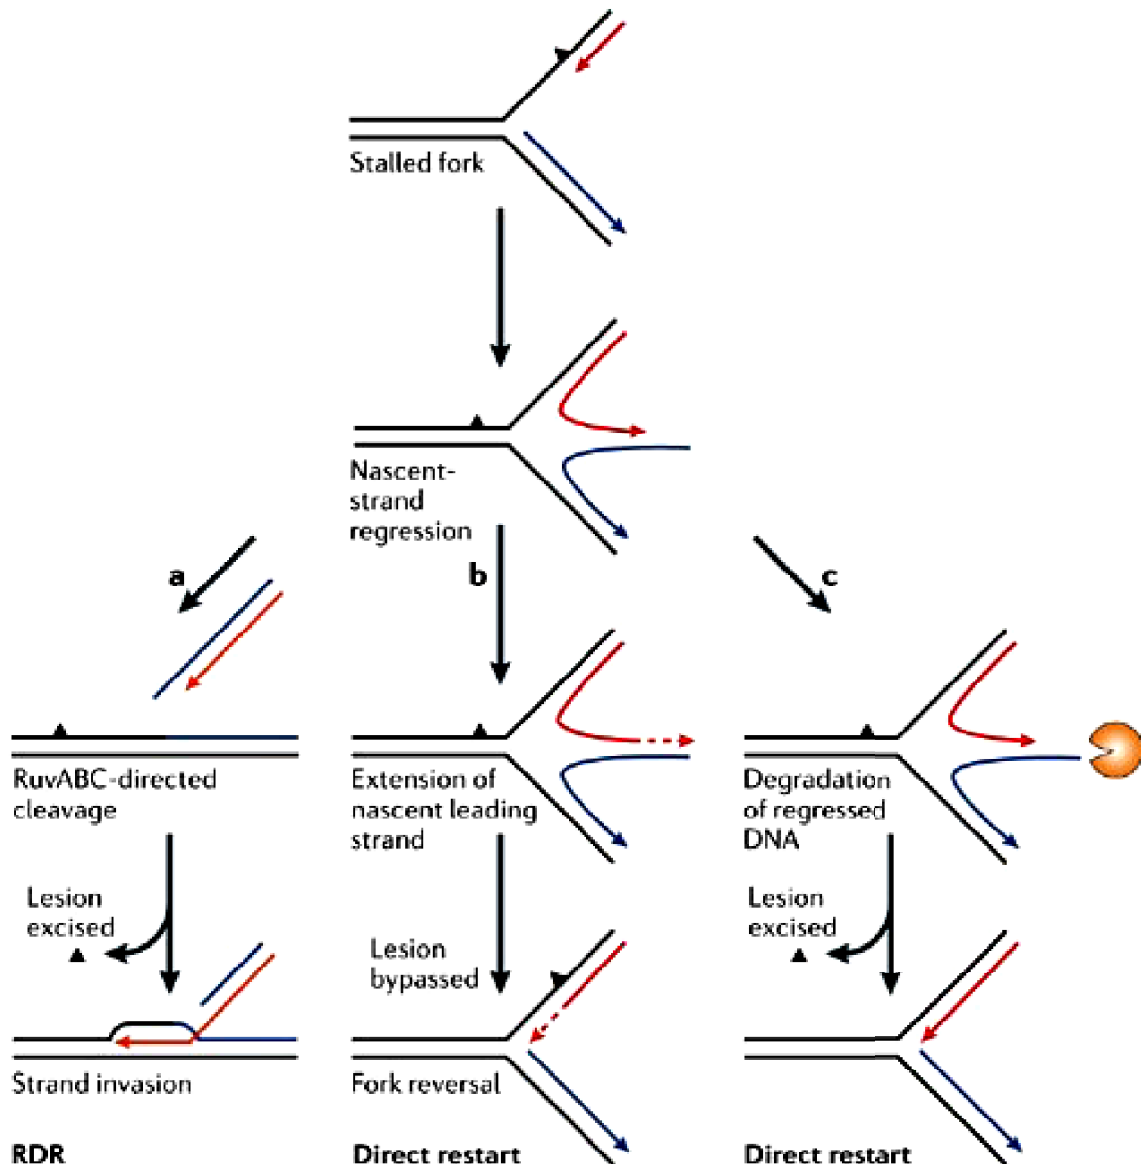 Stalled fork
Nascent-
strand
regression
a
b
c
RuvABC-directed
cleavage
Extension of
nascent leading
strand
Degradation
of regressed
DNA
Lesion
excised
Lesion
bypassed
Lesion
excised
Strand invasion
Fork reversal
RDR
Direct restart
Direct restart